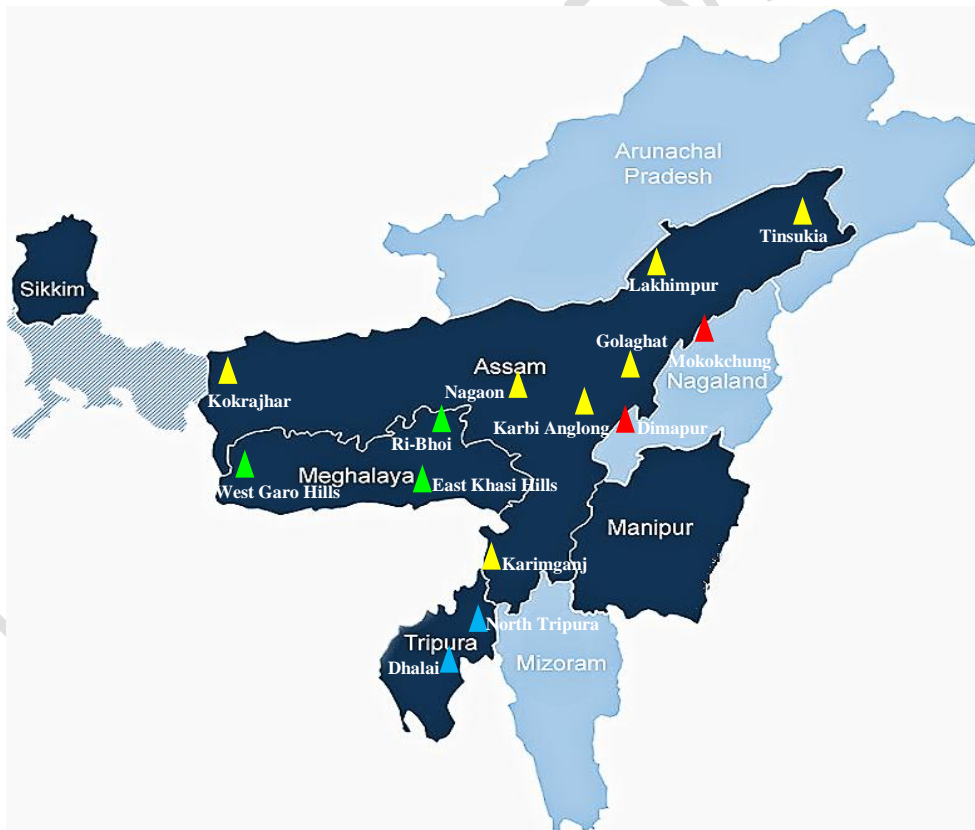 Arunachal
Pradesh
Tinsukia
Lakhimpur
Sikkim
Golaghat
Mokokchung
Assam
Nagaland
Nagaon
Kokrajhar
Karbi Anglong
Dimapur
Ri-Bhoi
Meghalaya
West Garo Hills
East Khasi Hills
Manipur
Karimganj
North Tripura
Tripura
Mizoram
Dhalai